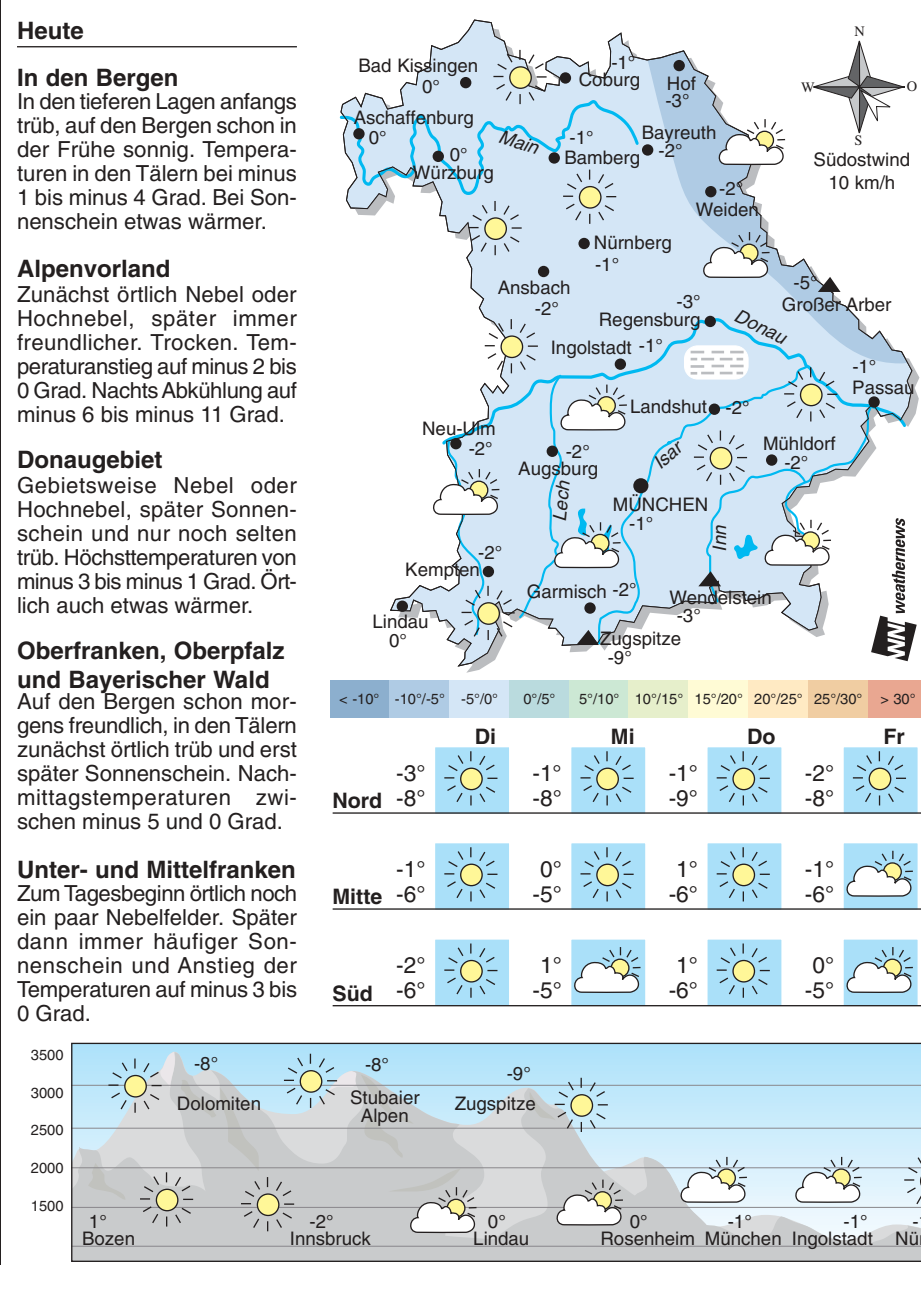 Heute
In den Bergen
In den tieferen Lagen anfangs
trüb, auf den Bergen schon in
der Frühe sonnig. Tempera-
turen in den Tälern bei minus
1 bis minus 4 Grad. Bei Son-
nenschein etwas wärmer.
Alpenvorland
Zunächst örtlich Nebel oder
Hochnebel, später immer
freundlicher. Trocken. Tem-
peraturanstieg auf minus 2 bis
0 Grad. Nachts Abkühlung auf
minus 6 bis minus 11 Grad.
Donaugebiet
Gebietsweise Nebel oder
Hochnebel, später Sonnen-
schein und nur noch selten
trüb. Höchsttemperaturen von
minus 3 bis minus 1 Grad. Ört-
lich auch etwas wärmer.
Oberfranken, Oberpfalz
und Bayerischer Wald
Auf den Bergen schon mor-
gens freundlich, in den Tälern
zunächst örtlich trüb und erst
später Sonnenschein. Nach-
mittagstemperaturen zwi-
schen minus 5 und 0 Grad.
Unter- und Mittelfranken
Zum Tagesbeginn örtlich noch
ein paar Nebelfelder. Später
dann immer häufiger Son-
nenschein und Anstieg der
Temperaturen auf minus 3 bis
0 Grad.
N
W O
S
Südostwind
10 km/h
Bad Kissingen
0°
-1°
Coburg
Hof
-3°
Aschaffenburg
0°
Main
0°
Würzburg
-1°
Bamberg
Bayreuth
-2°
-2°
Weiden
Nürnberg
-1°
Ansbach
-2°
-5°
Großer Arber
-3°
Regensburg
Donau
Ingolstadt -1°
-1°
Passau
Landshut -2°
Neu-Ulm
-2°
-2°
Augsburg
Lech
Isar
Mühldorf
-2°
MÜNCHEN
-1°
Inn
-2°
Kempten
Garmisch -2°
Wendelstein
-3°
Lindau
0°
Zugspitze
-9°
weathernews
< -10° -10°/-5° -5°/0° 0°/5° 5°/10° 10°/15° 15°/20° 20°/25° 25°/30° > 30°
Di Mi Do Fr
-3° -1° -1° -2°
Nord -8° -8° -9° -8°
-1° 0° 1° -1°
Mitte -6° -5° -6° -6°
-2° 1° 1° 0°
Süd -6° -5° -6° -5°
3500
3000
2500
2000
1500
-8°
Dolomiten
-8°
Stubaier
Alpen
-9°
Zugspitze
1°
Bozen
-2°
Innsbruck
0°
Lindau
0°
Rosenheim
-1°
München
-1°
Ingolstadt